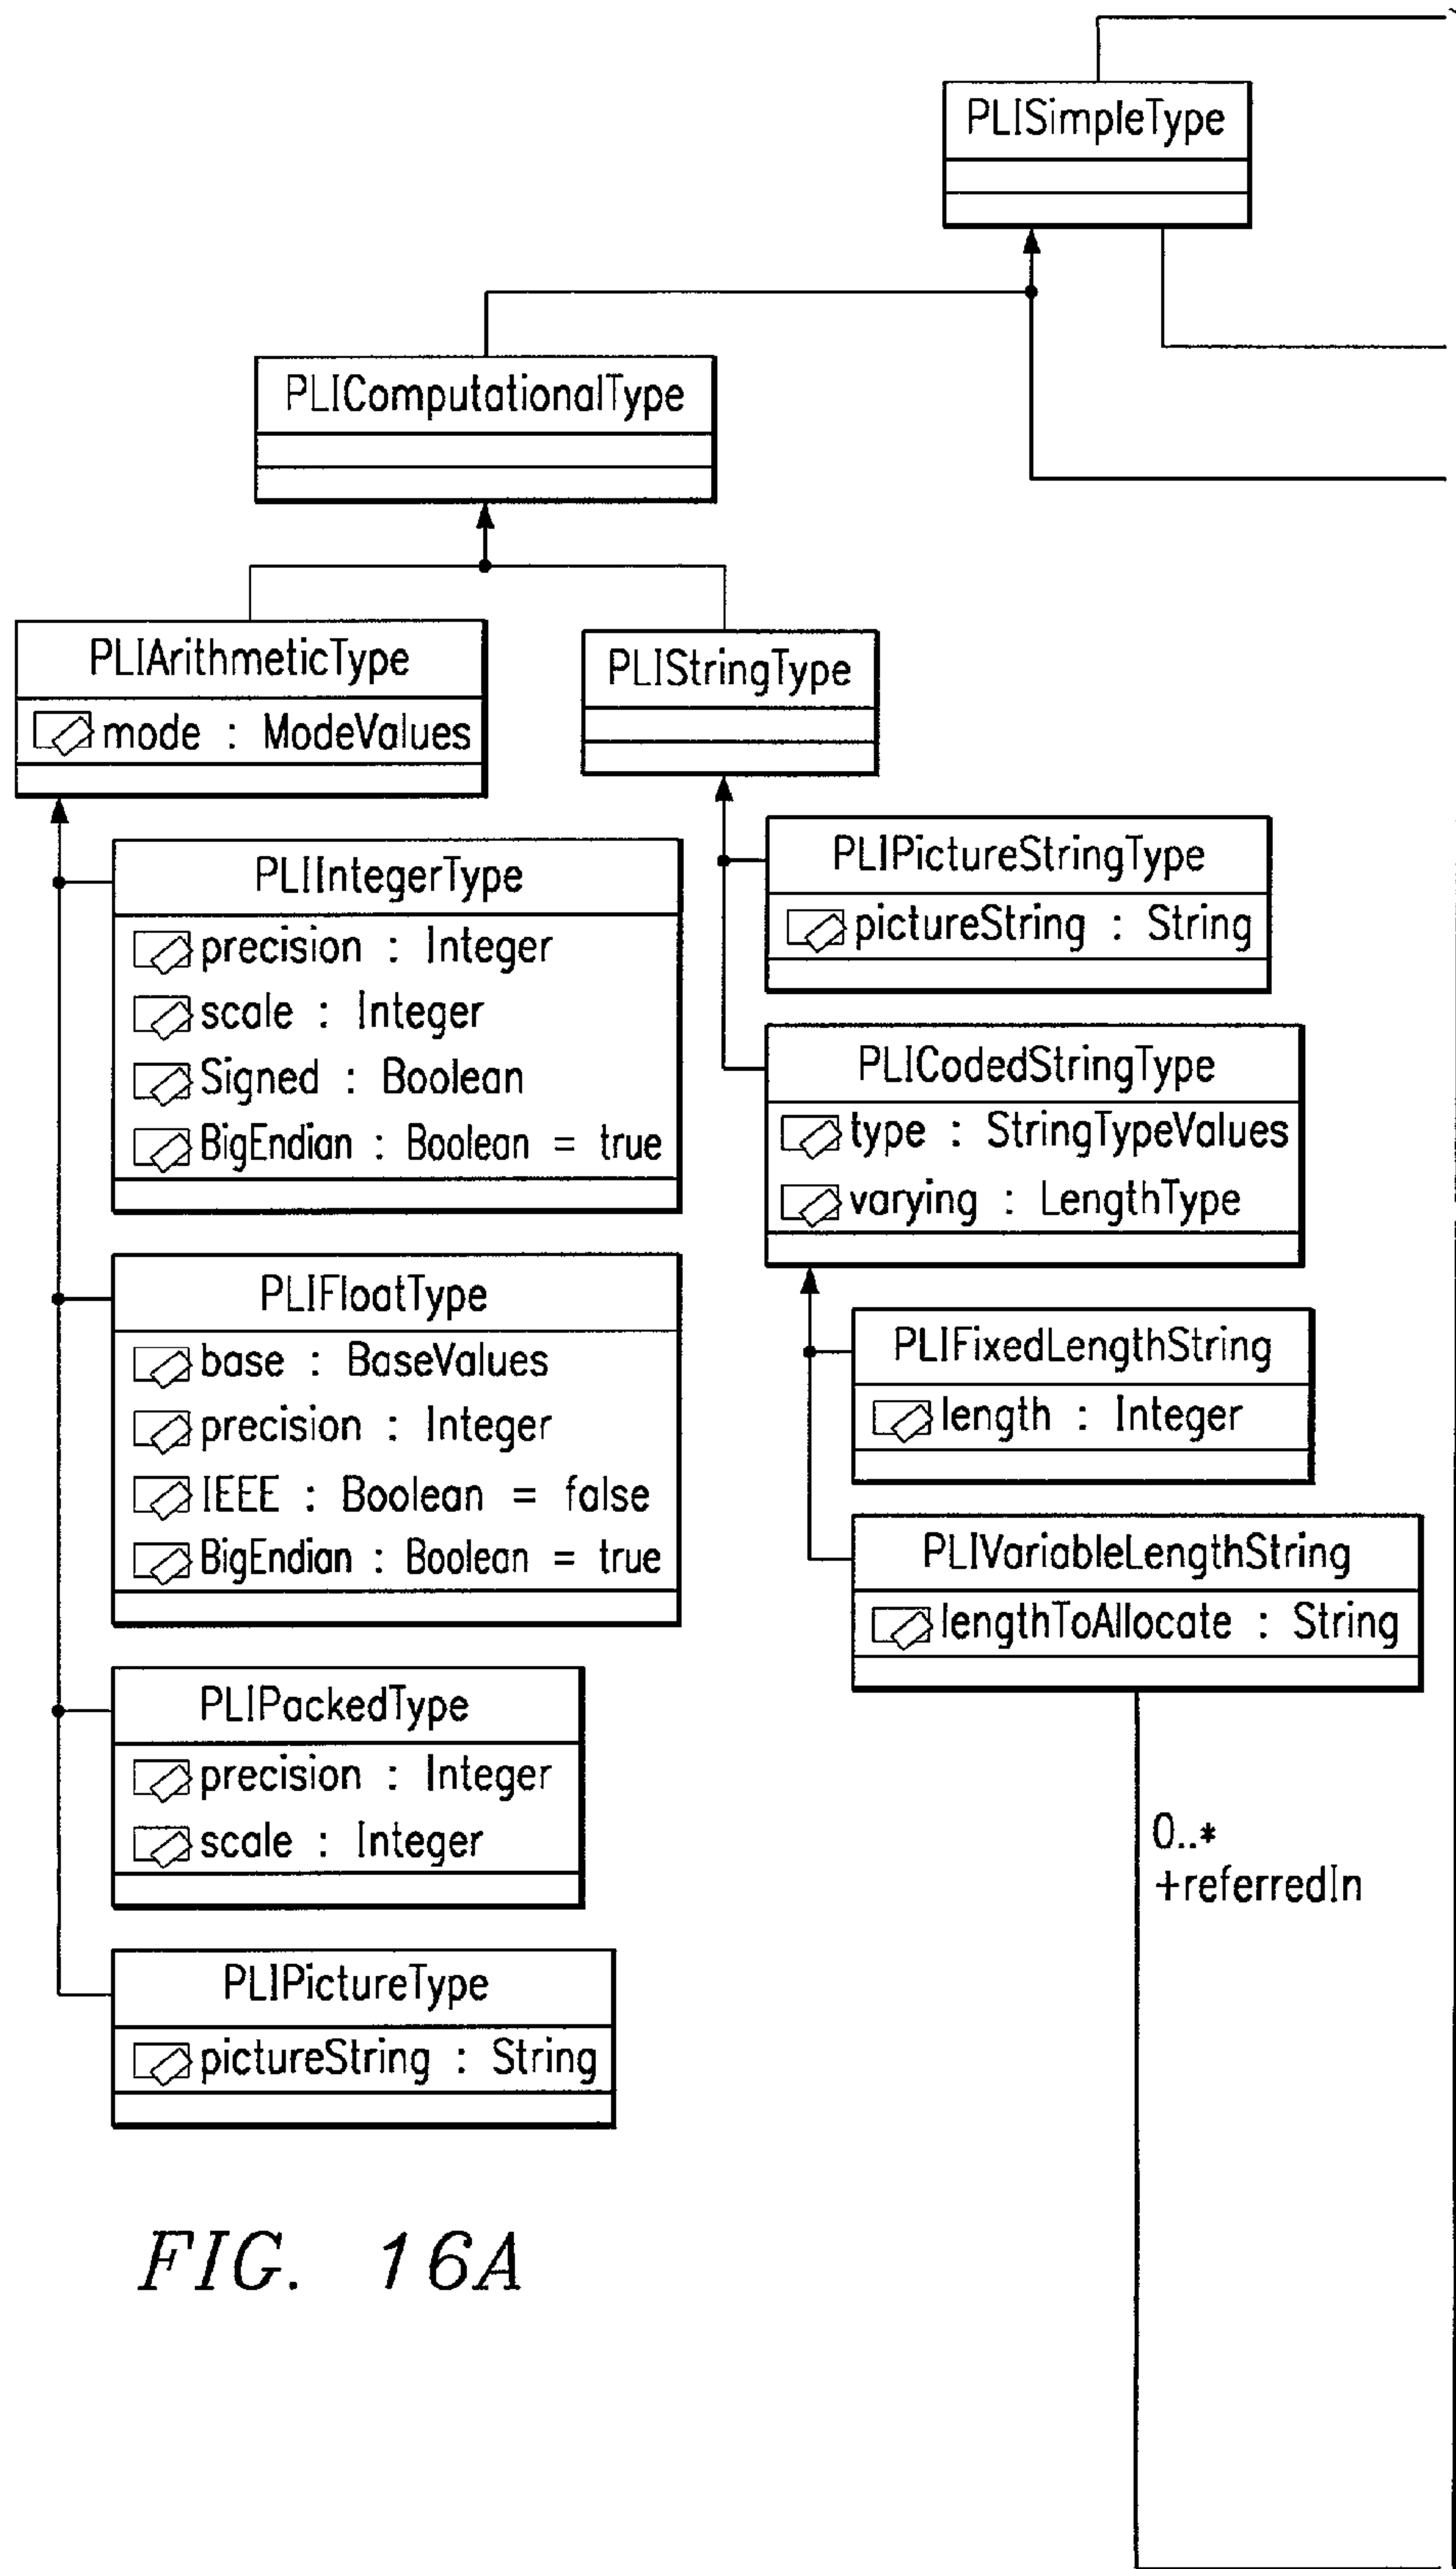 PLISimpleType
PLIComputationalType
PLIArithmeticType
mode : ModeValues
PLIStringType
PLIIntegerType
precision : Integer
scale : Integer
Signed : Boolean
BigEndian : Boolean = true
PLIPictureStringType
pictureString : String
PLICodedStringType
type : StringTypeValues
varying : LengthType
PLIFloatType
base : BaseValues
precision : Integer
IEEE : Boolean = false
BigEndian : Boolean = true
PLIFixedLengthString
length : Integer
PLIVariableLengthString
lengthToAllocate : String
PLIPackedType
precision : Integer
scale : Integer
0..*
+referredIn
PLIPictureType
pictureString : String
FIG. 16A